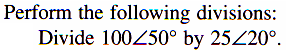 Perform the following divisions:
Divide 100∠50° by 25∠20°.